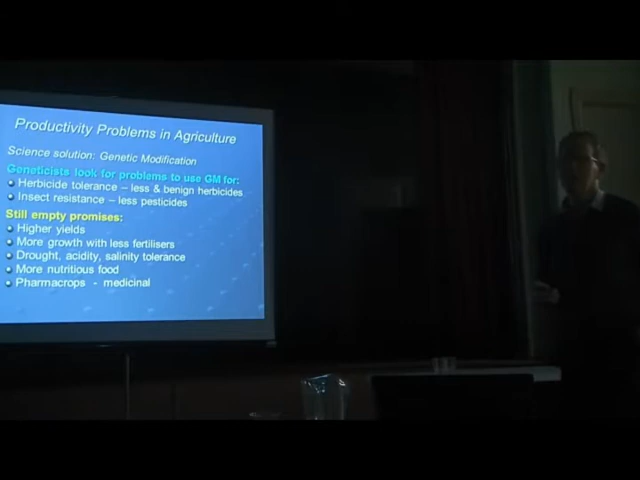 Productivity Problems in Agriculture
Science solution: Genetic Modification
Geneticists look for problems to use GM for:
Herbicide tolerance – less & benign herbicides
Insect resistance – less pesticides
Still empty promises:
Higher yields
More growth with less fertilisers
Drought, acidity, salinity tolerance
More nutritious food
Pharmacrops - medicinal